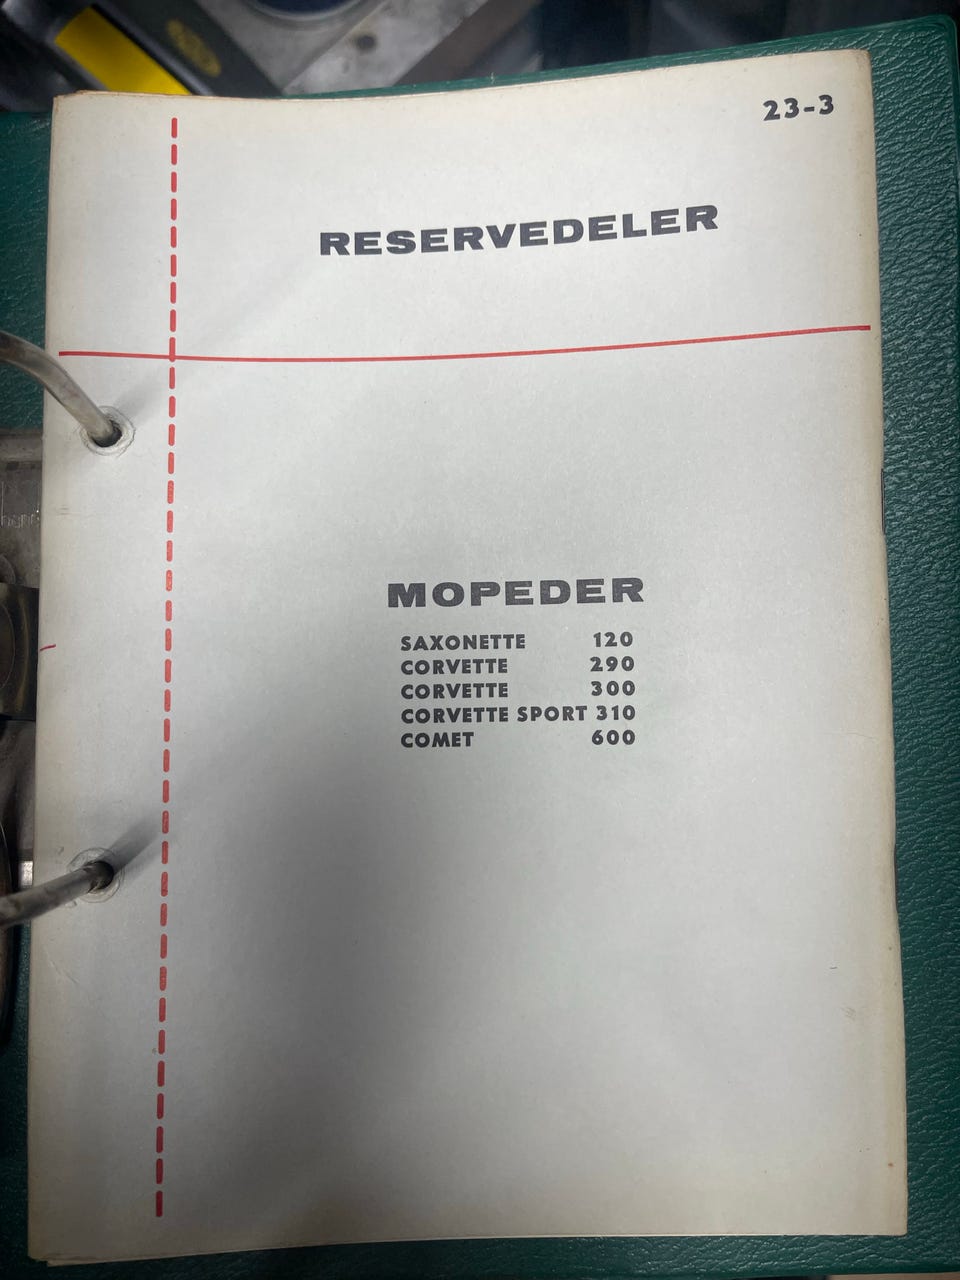 23-3
RESERVEDELER
MOPEDER
SAXONETTE 120
CORVETTE 290
CORVETTE 300
CORVETTE SPORT 310
COMET 600